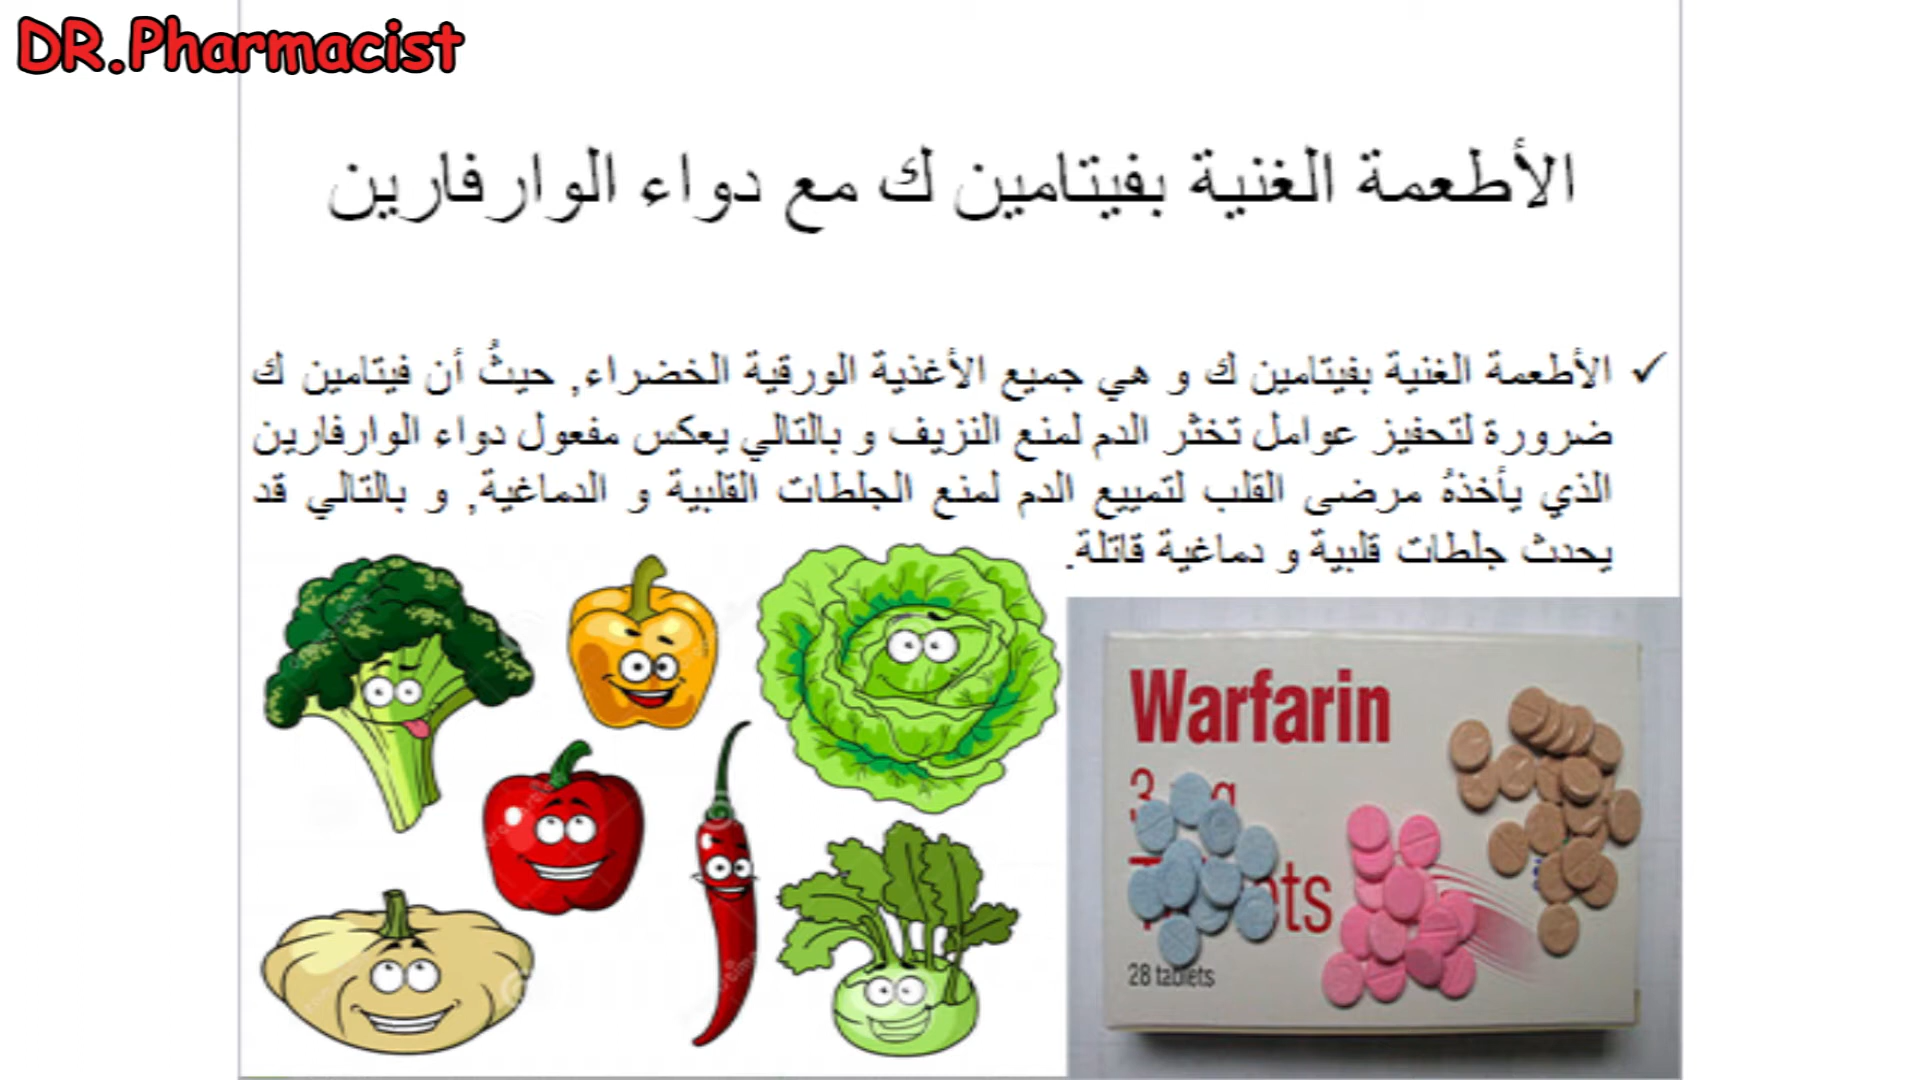 DR.Pharmacist
الأطعمة الغنية بفيتامين ك مع دواء الوارفارين
✓ الأطعمة الغنية بفيتامين ك و هي جميع الأغذية الورقية الخضراء, حيثُ أن فيتامين ك
ضرورة لتحفيز عوامل تخثر الدم لمنع النزيف و بالتالي يعكس مفعول دواء الوارفارين
الذي يأخذهُ مرضى القلب لتمييع الدم لمنع الجلطات القلبية و الدماغية, و بالتالي قد
يحدث جلطات قلبية و دماغية قاتلة.
Warfarin
3
28 tablets